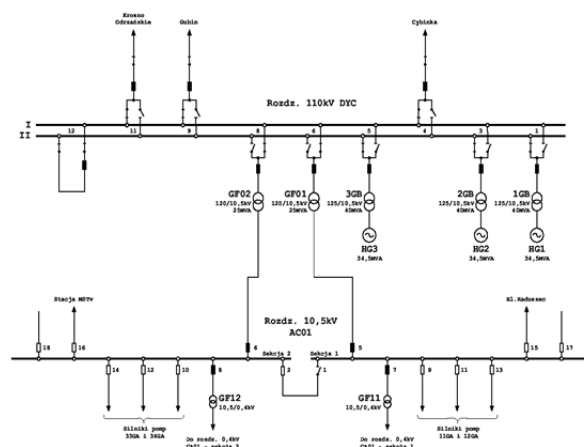 Krosno
Odrzańskie
Gubin
Cybinka
Rozdz. 110kV DYC
I
II
12
11
9
8
6
5
4
3
1
GF02
120/10,5kV
25MVA
GF01
120/10,5kV
25MVA
3GB
125/10,5kV
40MVA
2GB
125/10,5kV
40MVA
1GB
125/10,5kV
40MVA
HG3
34,5MVA
HG2
34,5MVA
HG1
34,5MVA
Stacja MSTw
El.Raduszec
Rozdz. 10,5kV
AC01
18
16
6
5
15
17
Sekcja 2
Sekcja 1
14
12
10
8
2
1
7
9
11
13
GF12
10,5/0,4kV
GF11
10,5/0,4kV
Silniki pomp
33GA i 34GA
Silniki pomp
11GA i 12GA
Do rozdz. 0,4kV
Do rozdz. 0,4kV